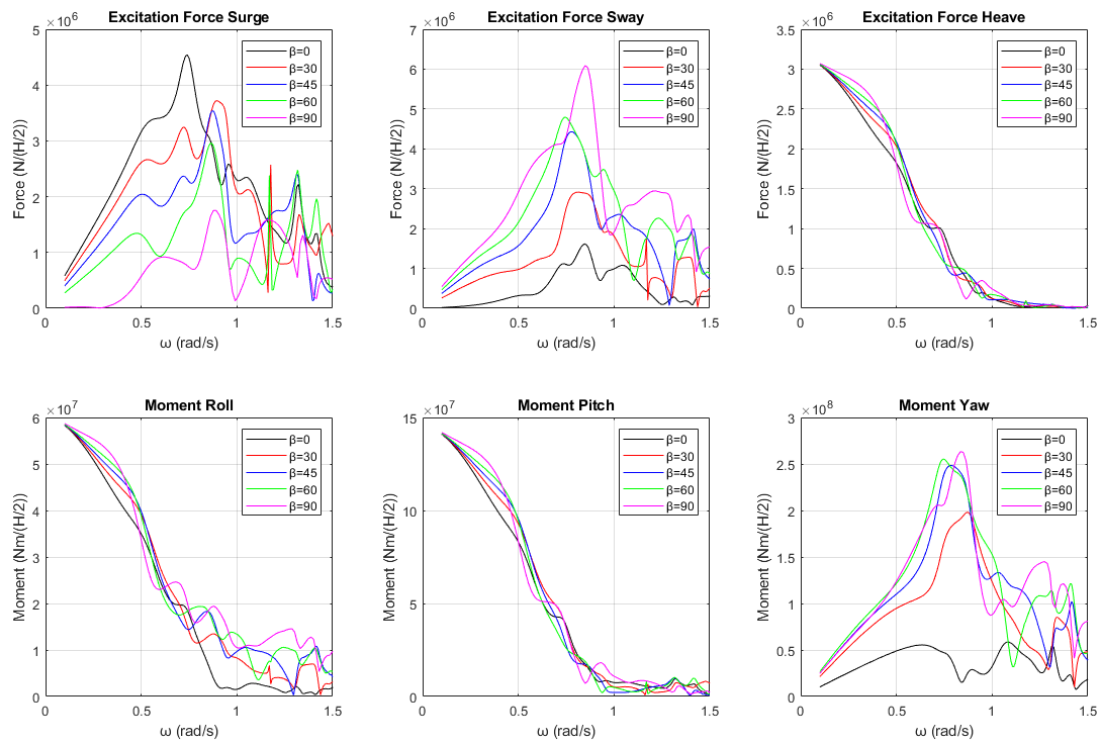 Excitation Force Surge
×10^6
5
4
3
2
1
0
Force (N/(H/2))
0 0.5 1 1.5
ω (rad/s)
β=0
β=30
β=45
β=60
β=90
Excitation Force Sway
×10^6
7
6
5
4
3
2
1
0
Force (N/(H/2))
0 0.5 1 1.5
ω (rad/s)
β=0
β=30
β=45
β=60
β=90
Excitation Force Heave
×10^6
3.5
3
2.5
2
1.5
1
0.5
0
Force (N/(H/2))
0 0.5 1 1.5
ω (rad/s)
β=0
β=30
β=45
β=60
β=90
Moment Roll
×10^7
6
5
4
3
2
1
0
Moment (Nm/(H/2))
0 0.5 1 1.5
ω (rad/s)
β=0
β=30
β=45
β=60
β=90
Moment Pitch
×10^7
15
10
5
0
Moment (Nm/(H/2))
0 0.5 1 1.5
ω (rad/s)
β=0
β=30
β=45
β=60
β=90
Moment Yaw
×10^8
3
2.5
2
1.5
1
0.5
0
Moment (Nm/(H/2))
0 0.5 1 1.5
ω (rad/s)
β=0
β=30
β=45
β=60
β=90